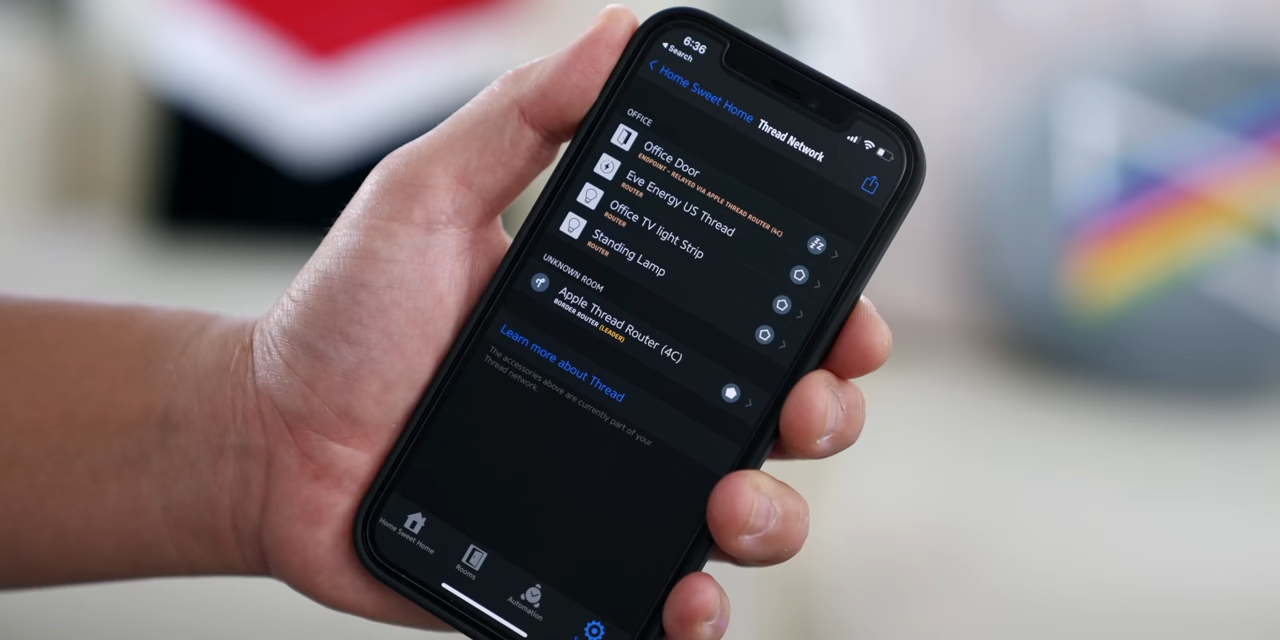 6:36
◀ Search
Home Sweet Home
Thread Network
OFFICE
Office Door
ENDPOINT - RELAYED VIA APPLE THREAD ROUTER (4C)
Eve Energy US Thread
ROUTER
Office TV light Strip
ROUTER
Standing Lamp
ROUTER
UNKNOWN ROOM
Apple Thread Router (4C)
BORDER ROUTER (LEADER)
Learn more about Thread
The accessories above are currently part of your
Thread network.
Home Sweet Home
Rooms
Automation